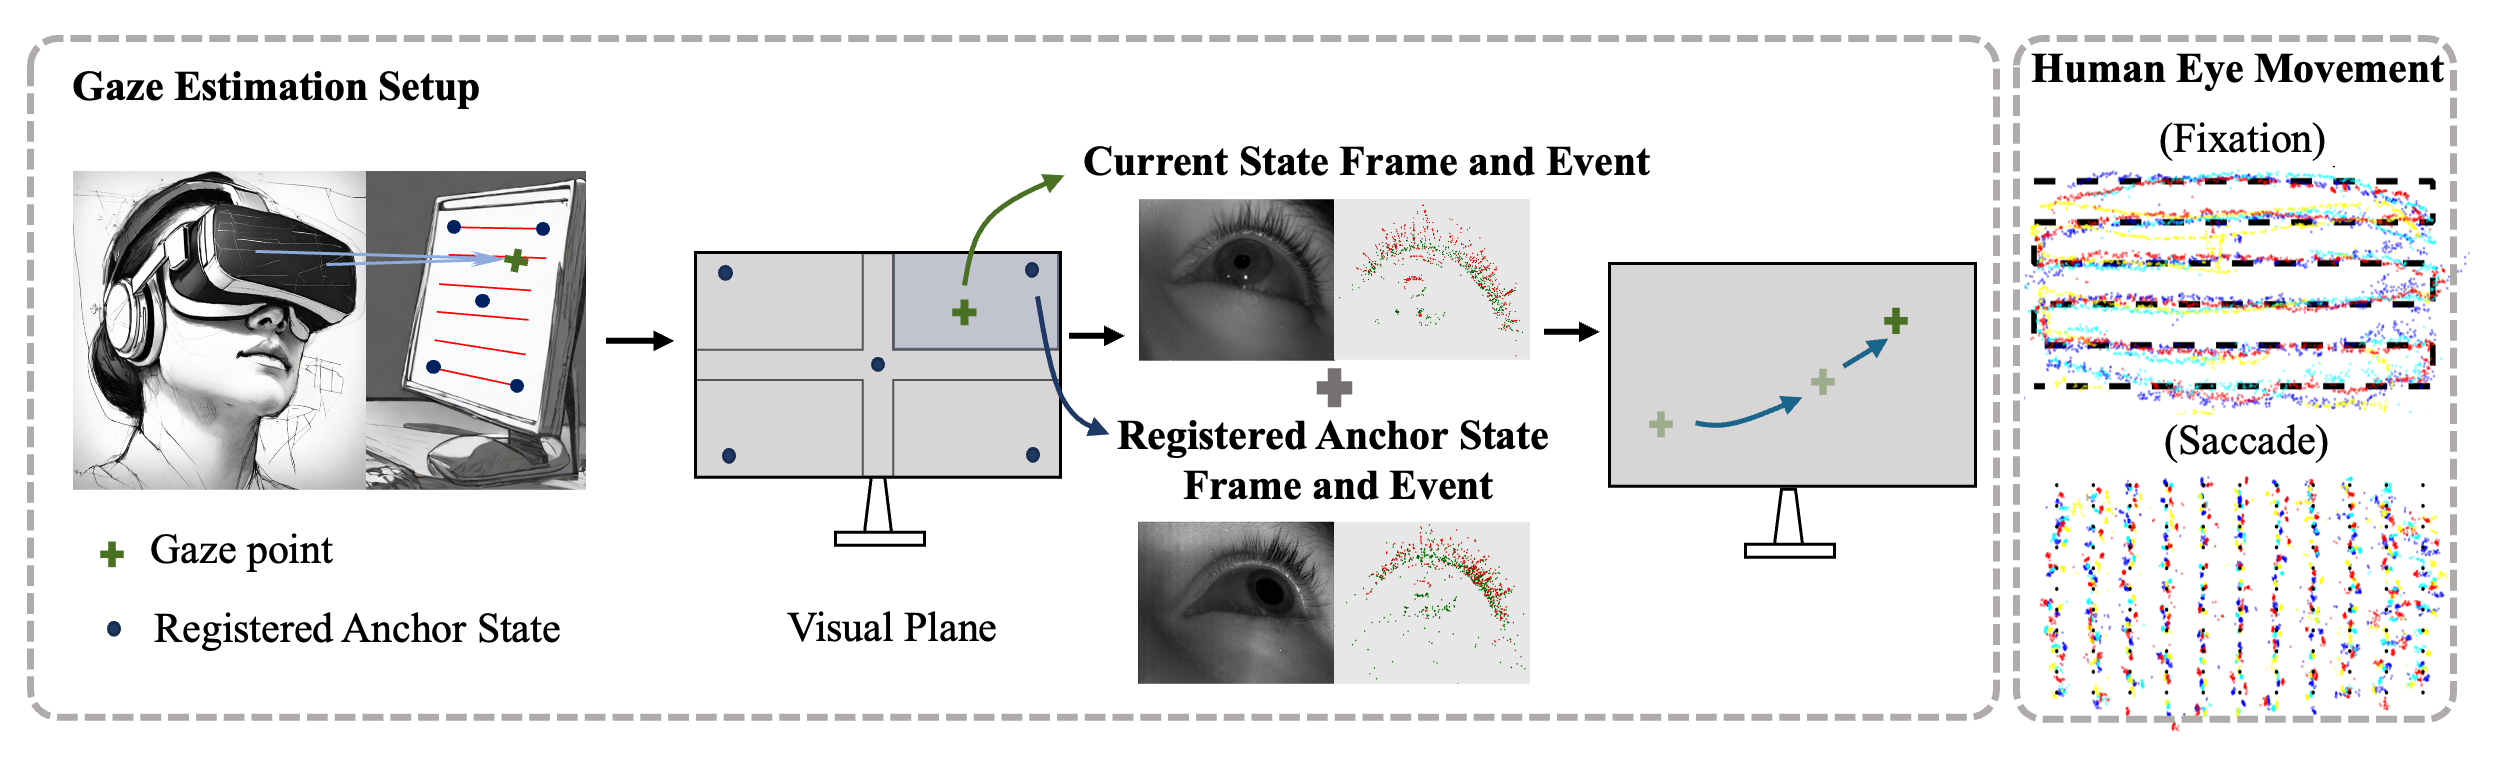 Gaze Estimation Setup
Gaze point
Registered Anchor State
Visual Plane
Current State Frame and Event
Registered Anchor State
Frame and Event
Human Eye Movement
(Fixation)
(Saccade)